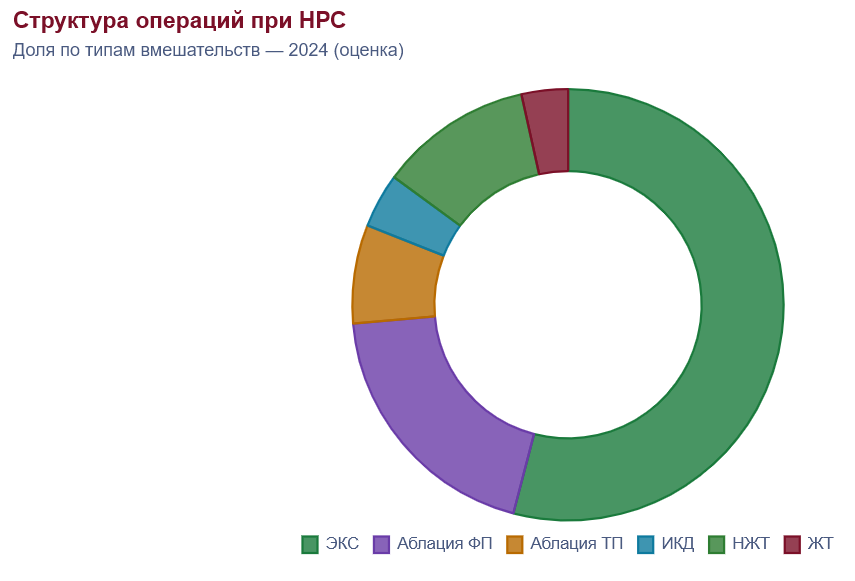 Структура операций при НРС
Доля по типам вмешательств — 2024 (оценка)
ЭКС Аблация ФП Аблация ТП ИКД НЖТ ЖТ